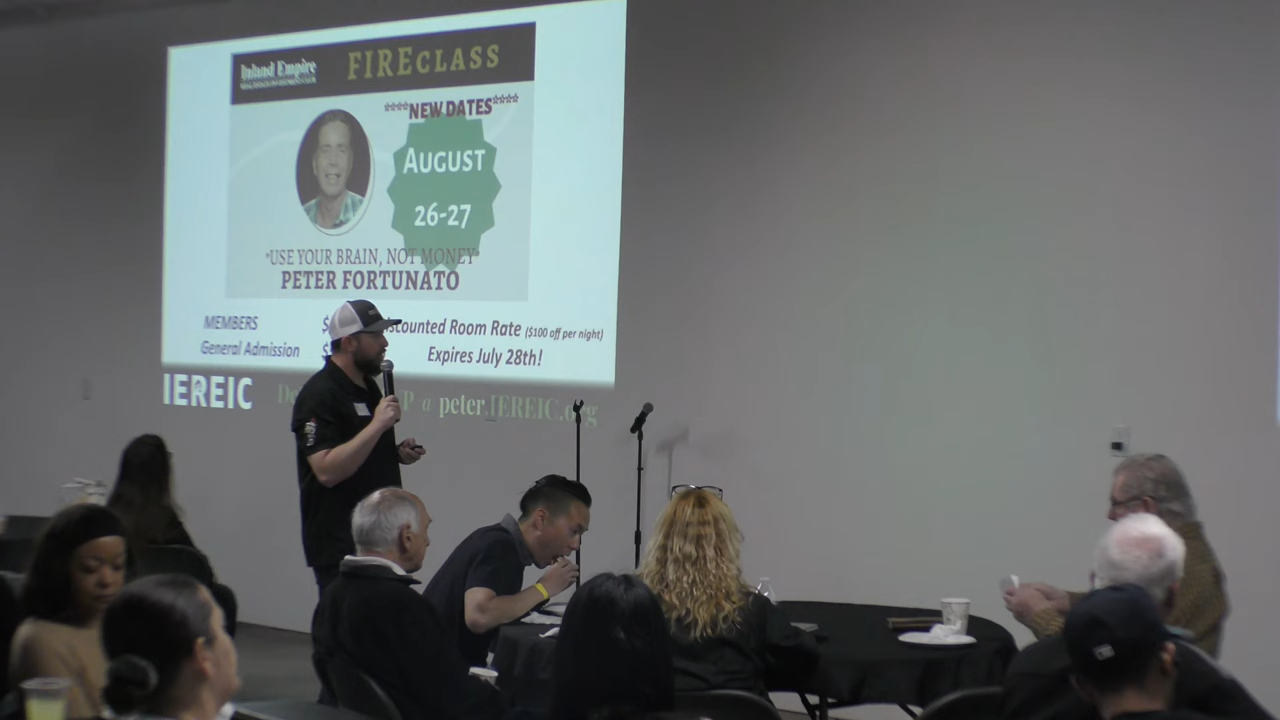 Inland Empire
FIRECLASS
****NEW DATES****
AUGUST
26-27
"USE YOUR BRAIN, NOT MONEY"
PETER FORTUNATO
MEMBERS $
Discounted Room Rate ($100 off per night)
General Admission $
Expires July 28th!
IEREIC
@ peter.IEREIC.org